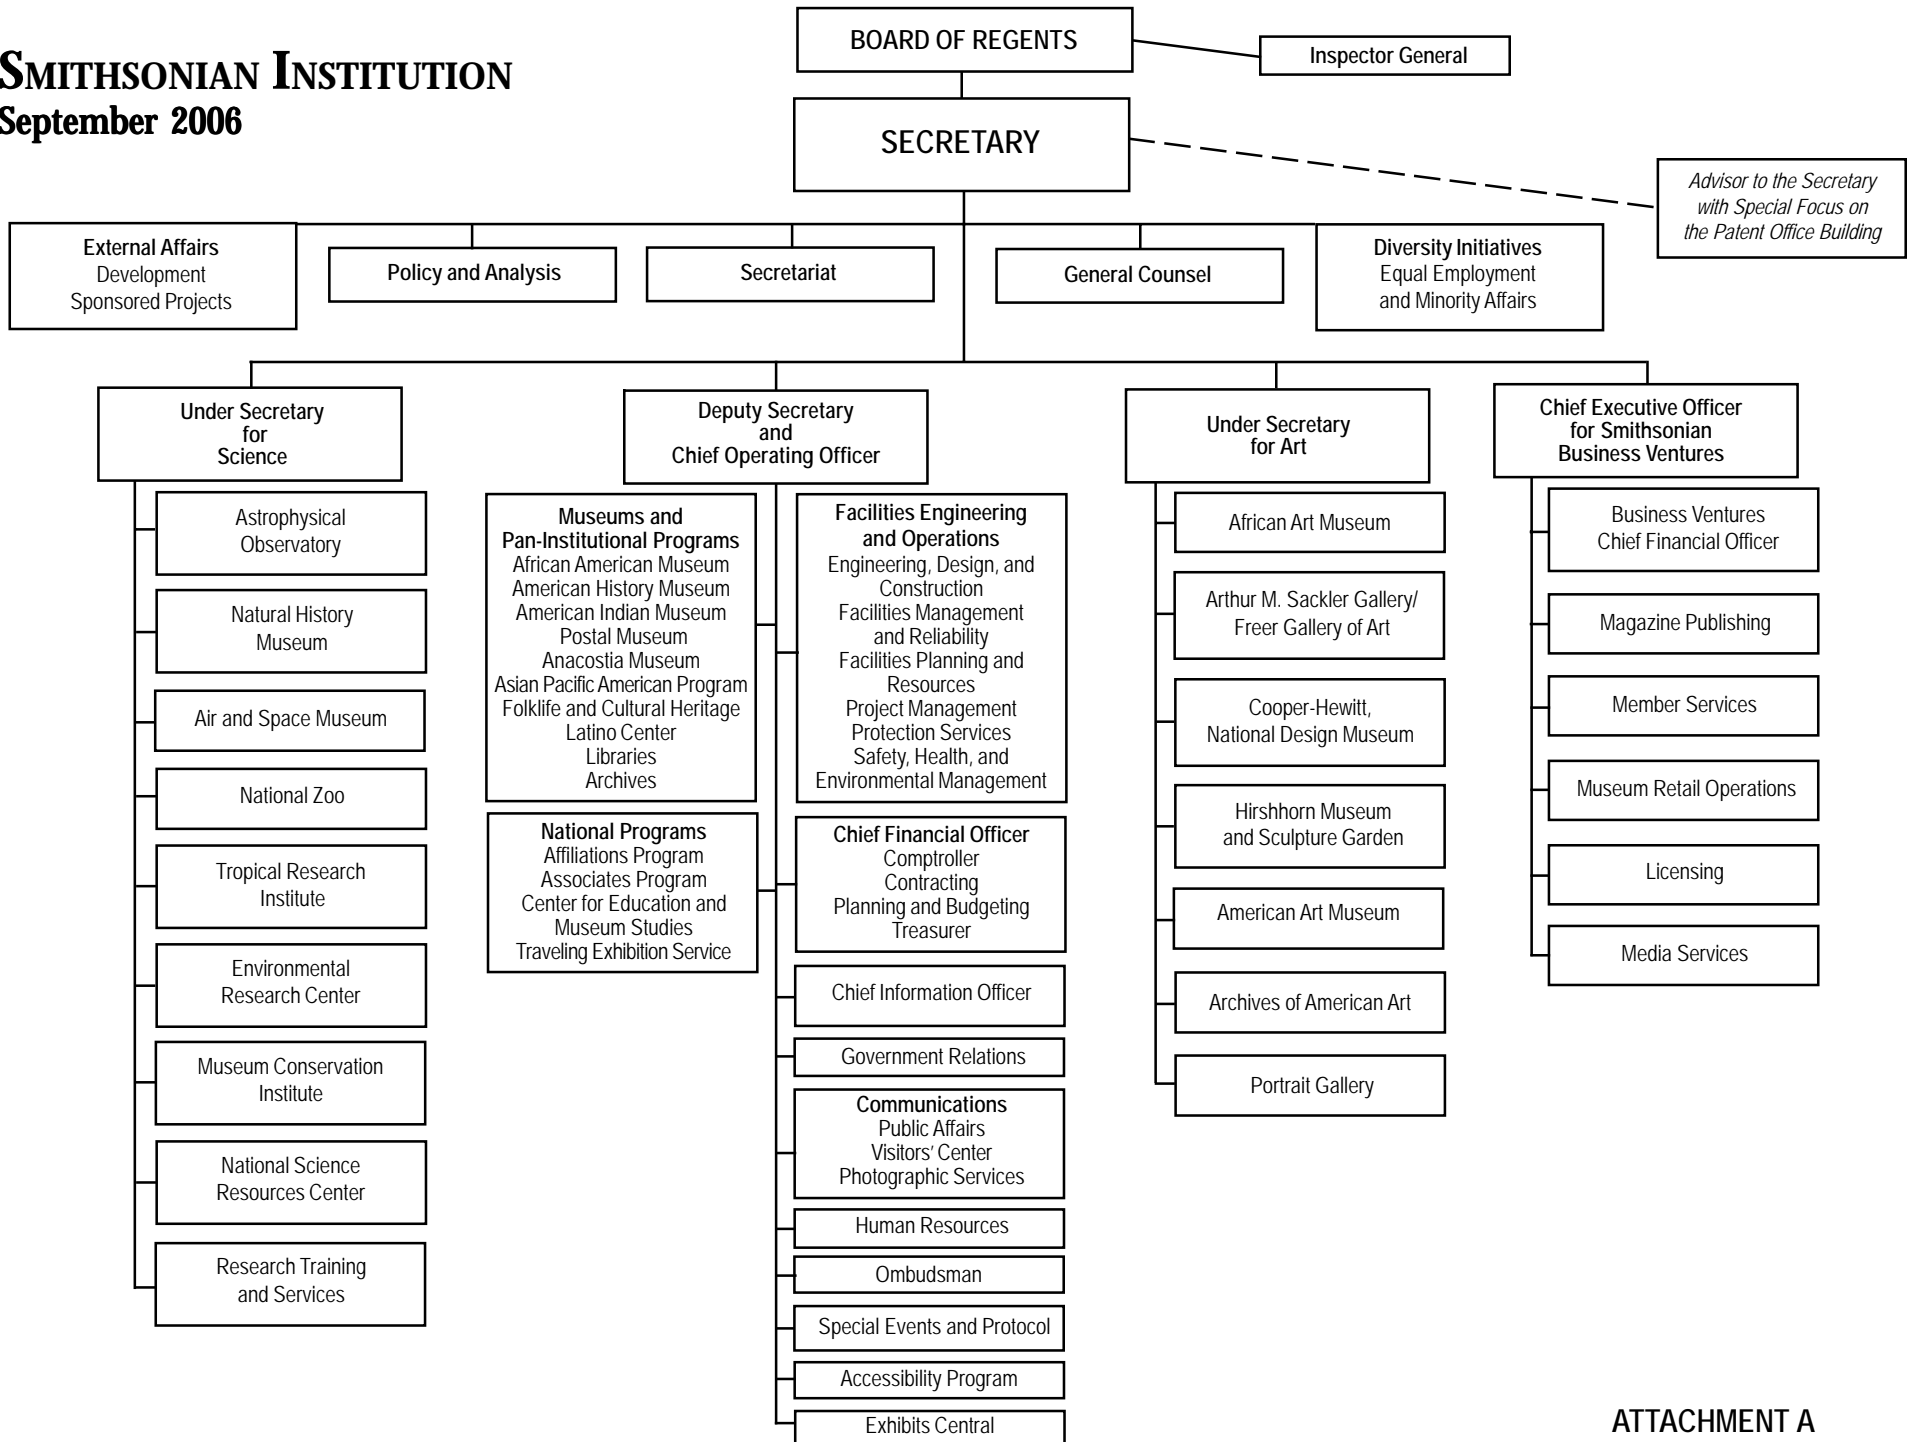 SMITHSONIAN INSTITUTION
September 2006
BOARD OF REGENTS
Inspector General
SECRETARY
Advisor to the Secretary
with Special Focus on
the Patent Office Building
External Affairs
Development
Sponsored Projects
Policy and Analysis
Secretariat
General Counsel
Diversity Initiatives
Equal Employment
and Minority Affairs
Under Secretary
for
Science
Astrophysical
Observatory
Natural History
Museum
Air and Space Museum
National Zoo
Tropical Research
Institute
Environmental
Research Center
Museum Conservation
Institute
National Science
Resources Center
Research Training
and Services
Deputy Secretary
and
Chief Operating Officer
Museums and
Pan-Institutional Programs
African American Museum
American History Museum
American Indian Museum
Postal Museum
Anacostia Museum
Asian Pacific American Program
Folklife and Cultural Heritage
Latino Center
Libraries
Archives
National Programs
Affiliations Program
Associates Program
Center for Education and
Museum Studies
Traveling Exhibition Service
Facilities Engineering
and Operations
Engineering, Design, and
Construction
Facilities Management
and Reliability
Facilities Planning and
Resources
Project Management
Protection Services
Safety, Health, and
Environmental Management
Chief Financial Officer
Comptroller
Contracting
Planning and Budgeting
Treasurer
Chief Information Officer
Government Relations
Communications
Public Affairs
Visitors' Center
Photographic Services
Human Resources
Ombudsman
Special Events and Protocol
Accessibility Program
Exhibits Central
Under Secretary
for Art
African Art Museum
Arthur M. Sackler Gallery/
Freer Gallery of Art
Cooper-Hewitt,
National Design Museum
Hirshhorn Museum
and Sculpture Garden
American Art Museum
Archives of American Art
Portrait Gallery
Chief Executive Officer
for Smithsonian
Business Ventures
Business Ventures
Chief Financial Officer
Magazine Publishing
Member Services
Museum Retail Operations
Licensing
Media Services
ATTACHMENT A